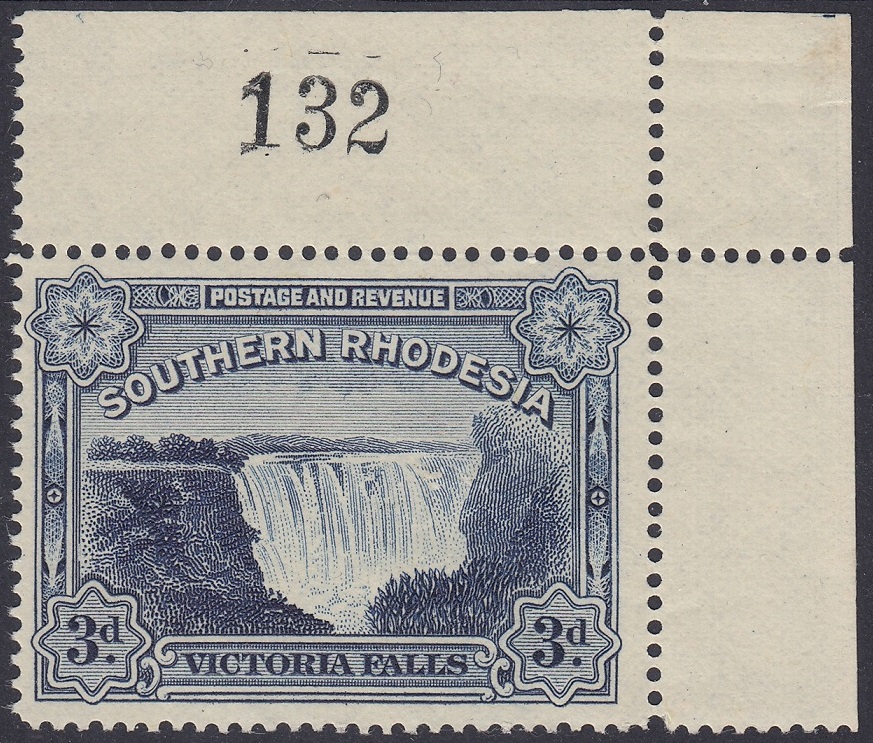 132
POSTAGE AND REVENUE
SOUTHERN RHODESIA
3d. 3d.
VICTORIA FALLS